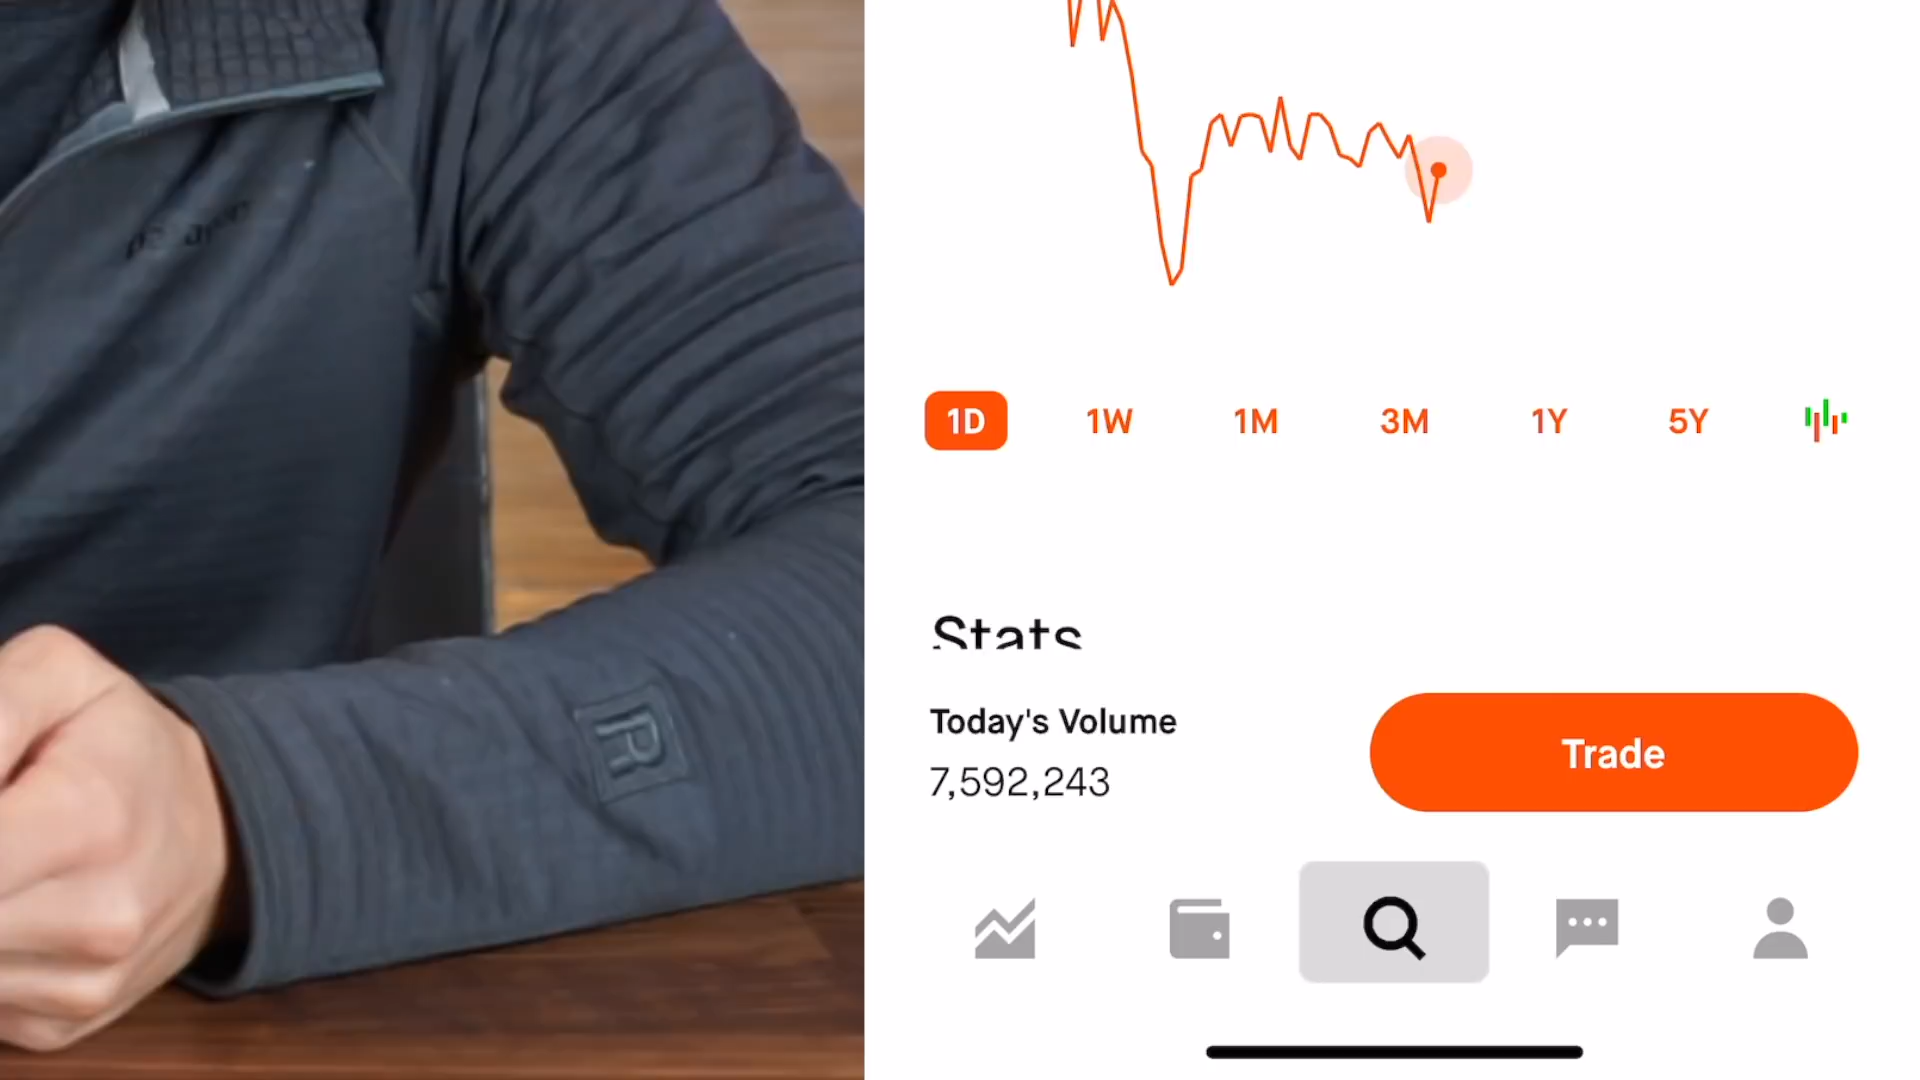 R
1D 1W 1M 3M 1Y 5Y
Stats
Today's Volume
7,592,243
Trade